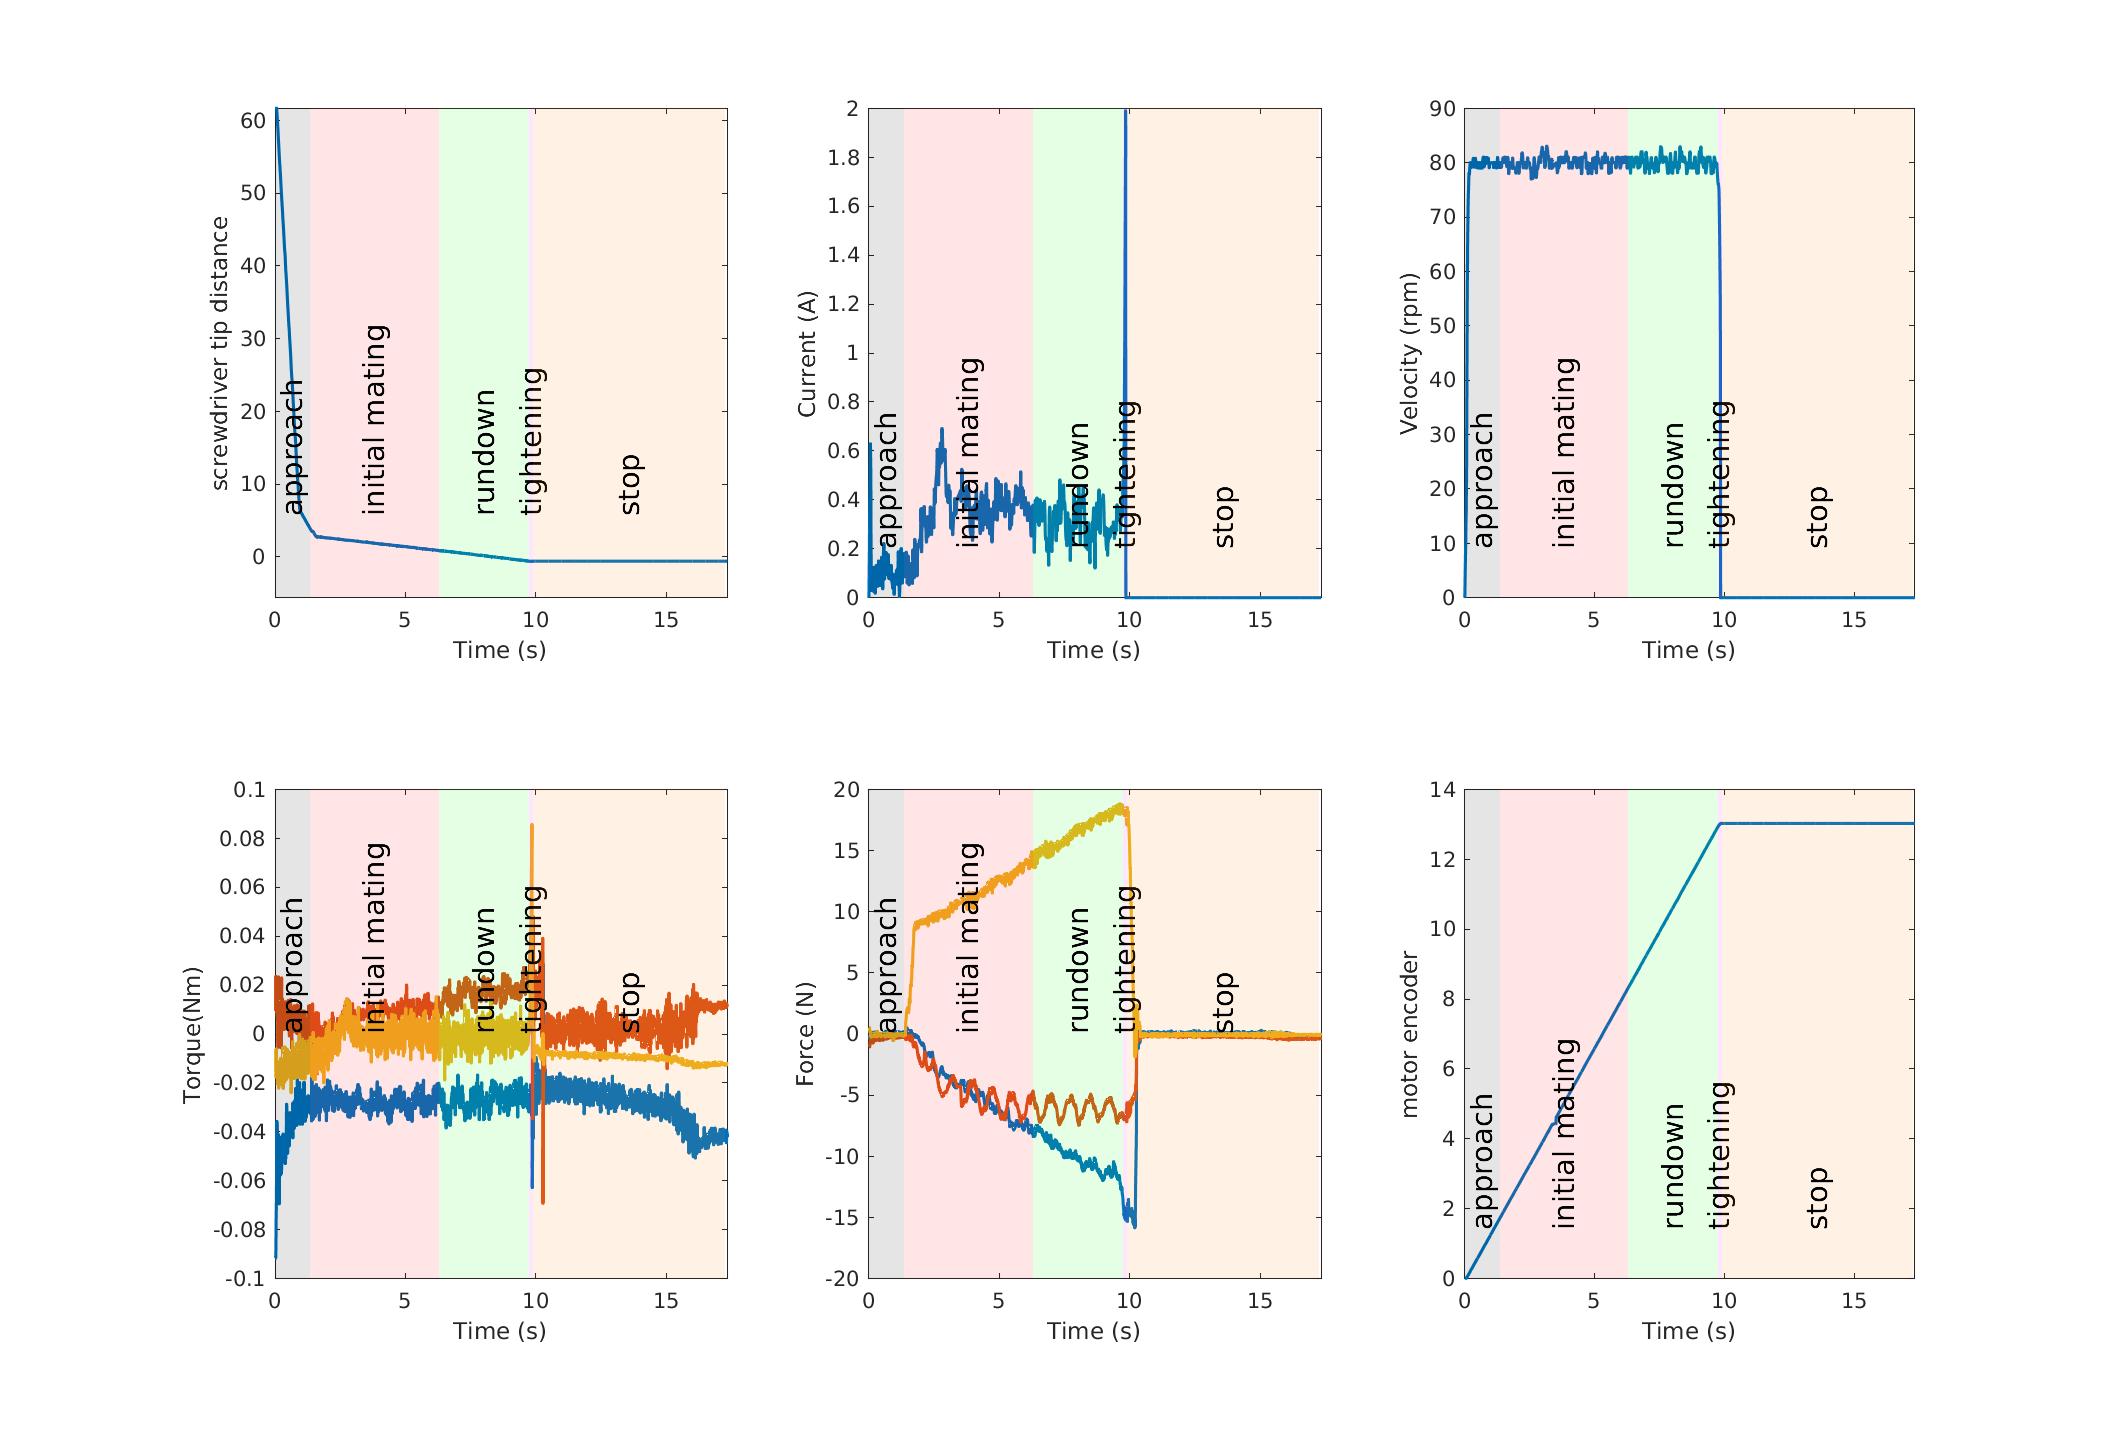 60
50
40
30
20
10
0
screwdriver tip distance
approach
initial mating
rundown
tightening
stop
0 5 10 15
Time (s)
2
1.8
1.6
1.4
1.2
1
0.8
0.6
0.4
0.2
0
Current (A)
approach
initial mating
rundown
tightening
stop
0 5 10 15
Time (s)
90
80
70
60
50
40
30
20
10
0
Velocity (rpm)
approach
initial mating
rundown
tightening
stop
0 5 10 15
Time (s)
0.1
0.08
0.06
0.04
0.02
0
-0.02
-0.04
-0.06
-0.08
-0.1
Torque(Nm)
approach
initial mating
rundown
tightening
stop
0 5 10 15
Time (s)
20
15
10
5
0
-5
-10
-15
-20
Force (N)
approach
initial mating
rundown
tightening
stop
0 5 10 15
Time (s)
14
12
10
8
6
4
2
0
motor encoder
approach
initial mating
rundown
tightening
stop
0 5 10 15
Time (s)